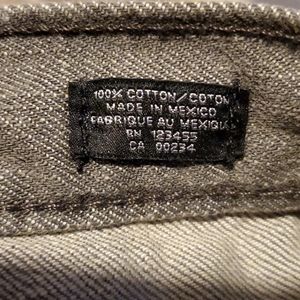 100% COTTON/COTON
MADE IN MEXICO
FABRIQUE AU MEXIQUE
RN 123455
CA 00234